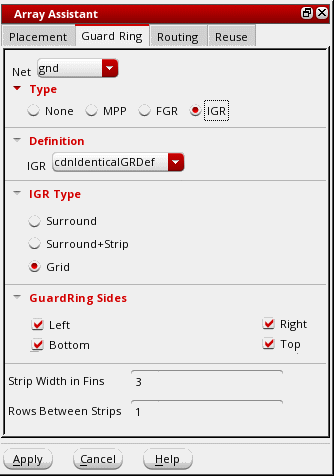 Array Assistant
Placement Guard Ring Routing Reuse
Net gnd
Type
None MPP FGR IGR
Definition
IGR cdnIdenticalIGRDef
IGR Type
Surround
Surround+Strip
Grid
GuardRing Sides
Left Right
Bottom Top
Strip Width in Fins 3
Rows Between Strips 1
Apply Cancel Help